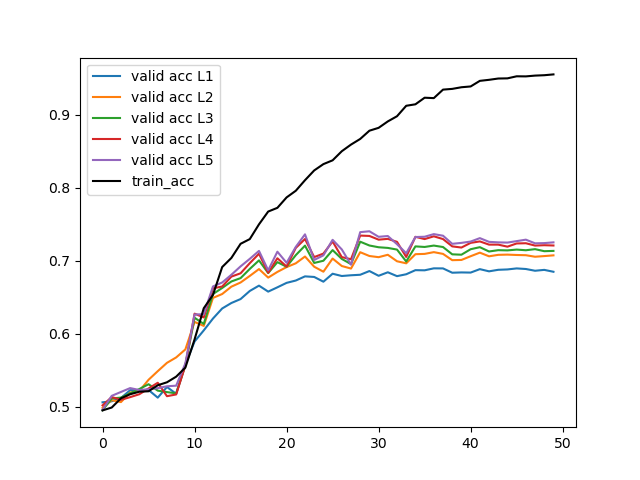 valid acc L1
valid acc L2
valid acc L3
valid acc L4
valid acc L5
train_acc
0.9
0.8
0.7
0.6
0.5
0 10 20 30 40 50